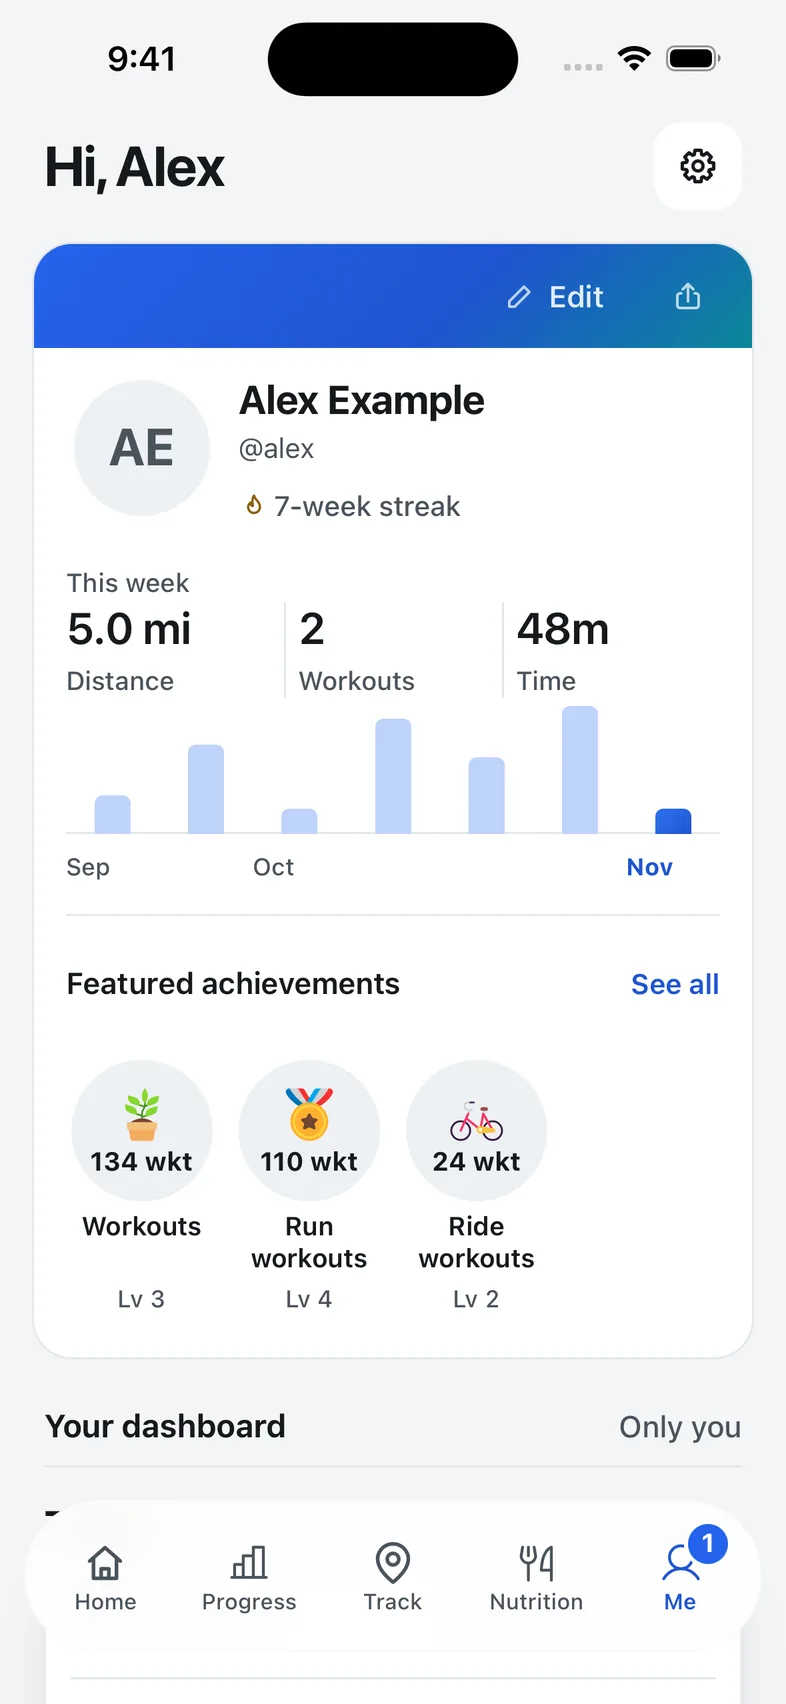 9:41
Hi, Alex
Edit
AE
Alex Example
@alex
7-week streak
This week
5.0 mi
2
48m
Distance
Workouts
Time
Sep
Oct
Nov
Featured achievements
See all
134 wkt
110 wkt
24 wkt
Workouts
Run
workouts
Ride
workouts
Lv 3
Lv 4
Lv 2
Your dashboard
Only you
1
Home
Progress
Track
Nutrition
Me